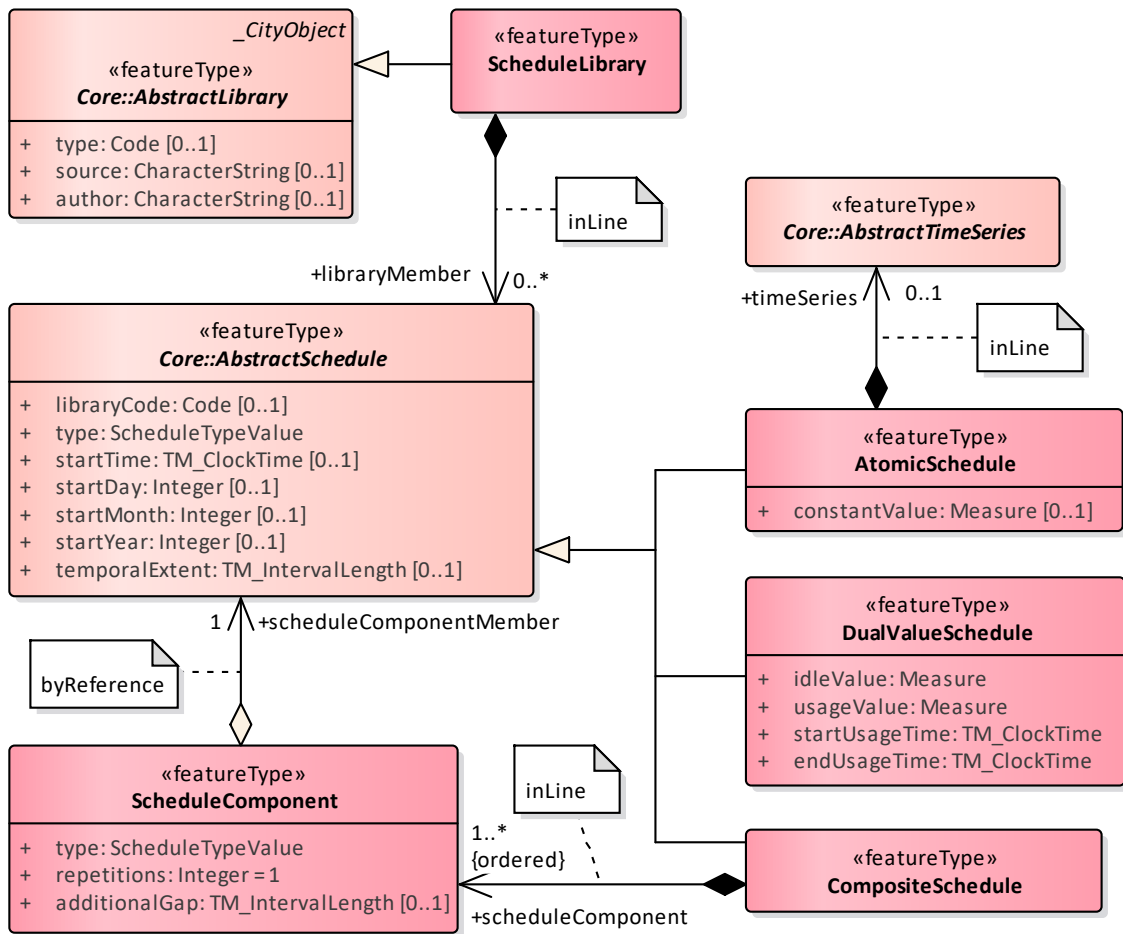 _CityObject
«featureType»
Core::AbstractLibrary
+ type: Code [0..1]
+ source: CharacterString [0..1]
+ author: CharacterString [0..1]
«featureType»
ScheduleLibrary
inLine
+libraryMember
0..*
«featureType»
Core::AbstractTimeSeries
+timeSeries
0..1
inLine
«featureType»
Core::AbstractSchedule
+ libraryCode: Code [0..1]
+ type: ScheduleTypeValue
+ startTime: TM_ClockTime [0..1]
+ startDay: Integer [0..1]
+ startMonth: Integer [0..1]
+ startYear: Integer [0..1]
+ temporalExtent: TM_IntervalLength [0..1]
«featureType»
AtomicSchedule
+ constantValue: Measure [0..1]
«featureType»
DualValueSchedule
+ idleValue: Measure
+ usageValue: Measure
+ startUsageTime: TM_ClockTime
+ endUsageTime: TM_ClockTime
1
+scheduleComponentMember
byReference
«featureType»
ScheduleComponent
+ type: ScheduleTypeValue
+ repetitions: Integer = 1
+ additionalGap: TM_IntervalLength [0..1]
inLine
1..*
{ordered}
+scheduleComponent
«featureType»
CompositeSchedule